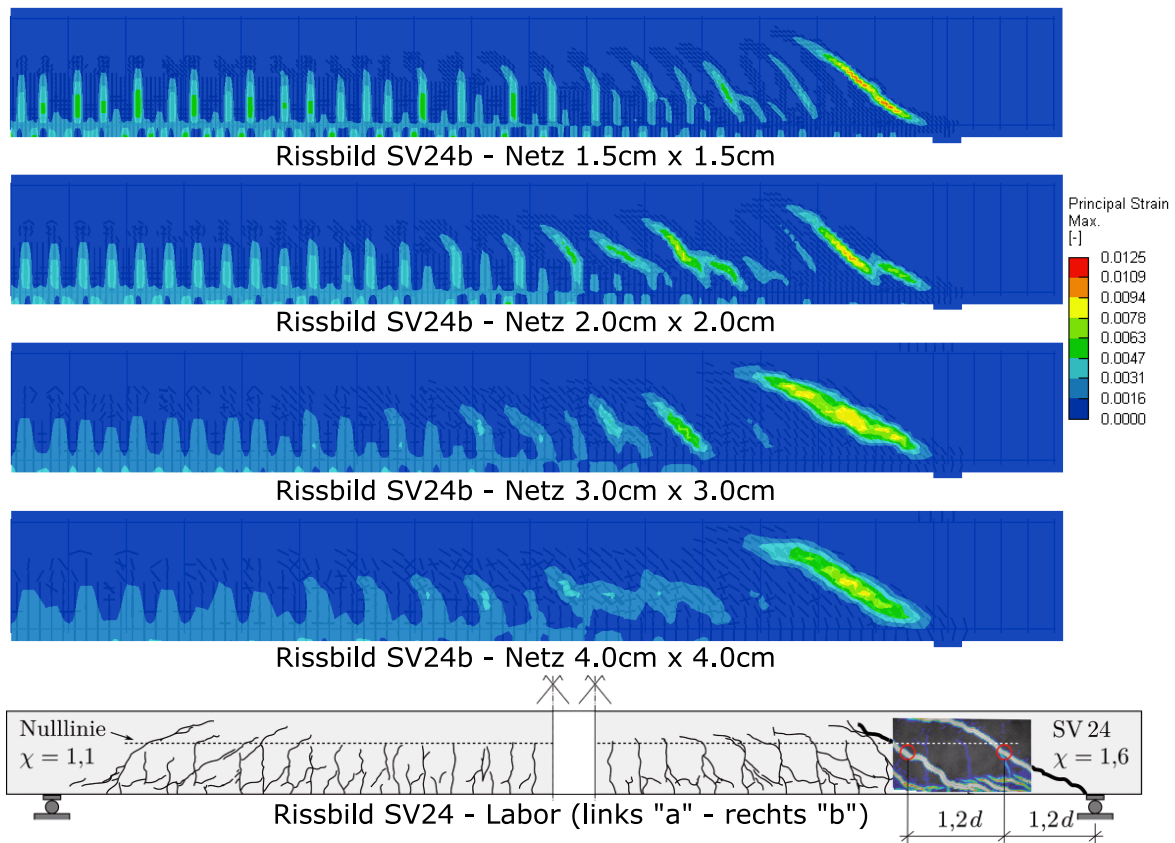 Rissbild SV24b - Netz 1.5cm x 1.5cm
Rissbild SV24b - Netz 2.0cm x 2.0cm
Principal Strain
Max.
[-]
0.0125
0.0109
0.0094
0.0078
0.0063
0.0047
0.0031
0.0016
0.0000
Rissbild SV24b - Netz 3.0cm x 3.0cm
Rissbild SV24b - Netz 4.0cm x 4.0cm
Nulllinie
χ = 1,1
SV 24
χ = 1,6
Rissbild SV24 - Labor (links "a" - rechts "b")
1,2d
1,2d